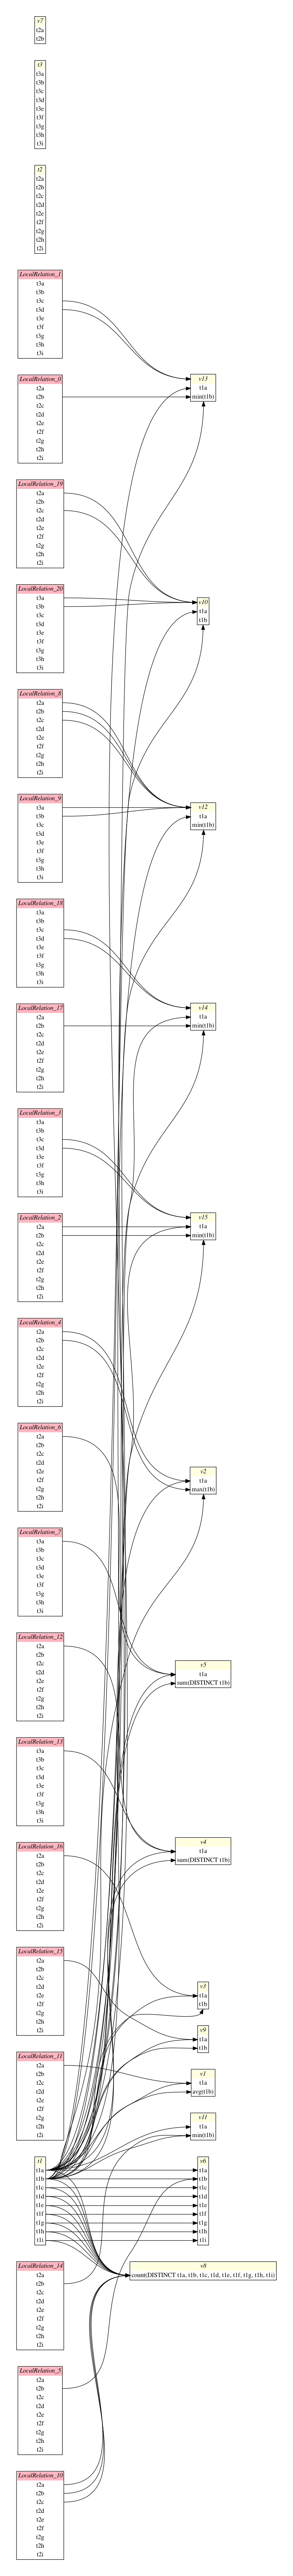 v7
t2a
t2b
t3
t3a
t3b
t3c
t3d
t3e
t3f
t3g
t3h
t3i
t2
t2a
t2b
t2c
t2d
t2e
t2f
t2g
t2h
t2i
LocalRelation_1
t3a
t3b
t3c
t3d
t3e
t3f
t3g
t3h
t3i
LocalRelation_0
t2a
t2b
t2c
t2d
t2e
t2f
t2g
t2h
t2i
LocalRelation_19
t2a
t2b
t2c
t2d
t2e
t2f
t2g
t2h
t2i
LocalRelation_20
t3a
t3b
t3c
t3d
t3e
t3f
t3g
t3h
t3i
LocalRelation_8
t2a
t2b
t2c
t2d
t2e
t2f
t2g
t2h
t2i
LocalRelation_9
t3a
t3b
t3c
t3d
t3e
t3f
t3g
t3h
t3i
LocalRelation_18
t3a
t3b
t3c
t3d
t3e
t3f
t3g
t3h
t3i
LocalRelation_17
t2a
t2b
t2c
t2d
t2e
t2f
t2g
t2h
t2i
LocalRelation_3
t3a
t3b
t3c
t3d
t3e
t3f
t3g
t3h
t3i
LocalRelation_2
t2a
t2b
t2c
t2d
t2e
t2f
t2g
t2h
t2i
LocalRelation_4
t2a
t2b
t2c
t2d
t2e
t2f
t2g
t2h
t2i
LocalRelation_6
t2a
t2b
t2c
t2d
t2e
t2f
t2g
t2h
t2i
LocalRelation_7
t3a
t3b
t3c
t3d
t3e
t3f
t3g
t3h
t3i
LocalRelation_12
t2a
t2b
t2c
t2d
t2e
t2f
t2g
t2h
t2i
LocalRelation_13
t3a
t3b
t3c
t3d
t3e
t3f
t3g
t3h
t3i
LocalRelation_16
t2a
t2b
t2c
t2d
t2e
t2f
t2g
t2h
t2i
LocalRelation_15
t2a
t2b
t2c
t2d
t2e
t2f
t2g
t2h
t2i
LocalRelation_11
t2a
t2b
t2c
t2d
t2e
t2f
t2g
t2h
t2i
t1
t1a
t1b
t1c
t1d
t1e
t1f
t1g
t1h
t1i
LocalRelation_14
t2a
t2b
t2c
t2d
t2e
t2f
t2g
t2h
t2i
LocalRelation_5
t2a
t2b
t2c
t2d
t2e
t2f
t2g
t2h
t2i
LocalRelation_10
t2a
t2b
t2c
t2d
t2e
t2f
t2g
t2h
t2i
v13
t1a
min(t1b)
v10
t1a
t1b
v12
t1a
min(t1b)
v14
t1a
min(t1b)
v15
t1a
min(t1b)
v2
t1a
max(t1b)
v5
t1a
sum(DISTINCT t1b)
v4
t1a
sum(DISTINCT t1b)
v3
t1a
t1b
v9
t1a
t1b
v1
t1a
avg(t1b)
v11
t1a
min(t1b)
v6
t1a
t1b
t1c
t1d
t1e
t1f
t1g
t1h
t1i
v8
count(DISTINCT t1a, t1b, t1c, t1d, t1e, t1f, t1g, t1h, t1i)